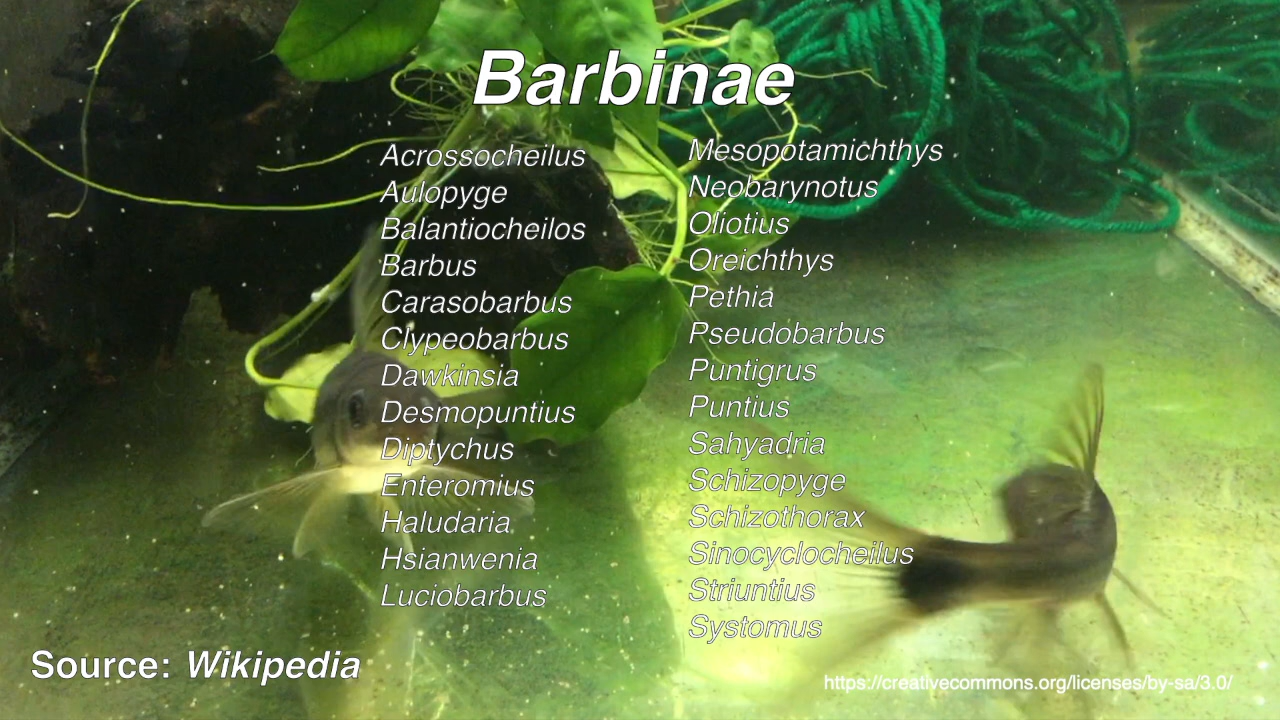 Barbinae
Acrossocheilus
Aulopyge
Balantiocheilos
Barbus
Carasobarbus
Clypeobarbus
Dawkinsia
Desmopuntius
Diptychus
Enteromius
Haludaria
Hsianwenia
Luciobarbus
Mesopotamichthys
Neobarynotus
Oliotius
Oreichthys
Pethia
Pseudobarbus
Puntigrus
Puntius
Sahyadria
Schizopyge
Schizothorax
Sinocyclocheilus
Striuntius
Systomus
Source: Wikipedia
https://creativecommons.org/licenses/by-sa/3.0/